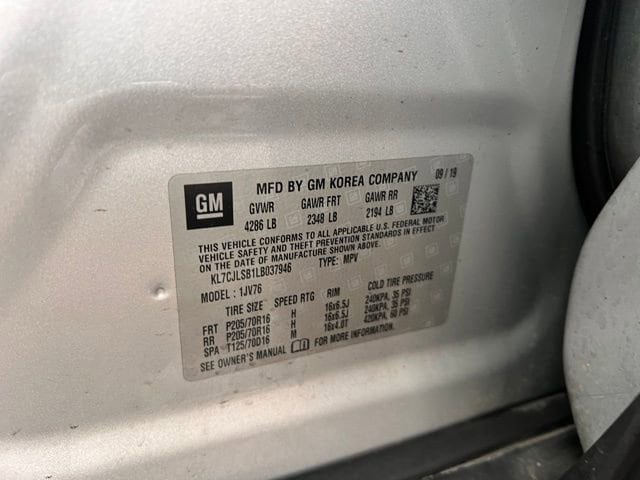 GM
MFD BY GM KOREA COMPANY 09 / 19
GVWR GAWR FRT GAWR RR
4286 LB 2348 LB 2194 LB
THIS VEHICLE CONFORMS TO ALL APPLICABLE U.S. FEDERAL MOTOR
VEHICLE SAFETY AND THEFT PREVENTION STANDARDS IN EFFECT
ON THE DATE OF MANUFACTURE SHOWN ABOVE.
KL7CJLSB1LB037946 TYPE: MPV
MODEL : 1JV76
TIRE SIZE SPEED RTG RIM COLD TIRE PRESSURE
FRT P205/70R16 H 16x6.5J 240KPA, 35 PSI
RR P205/70R16 H 16x6.5J 240KPA, 35 PSI
SPA T125/70D16 M 16x4.0T 420KPA, 60 PSI
SEE OWNER'S MANUAL FOR MORE INFORMATION.